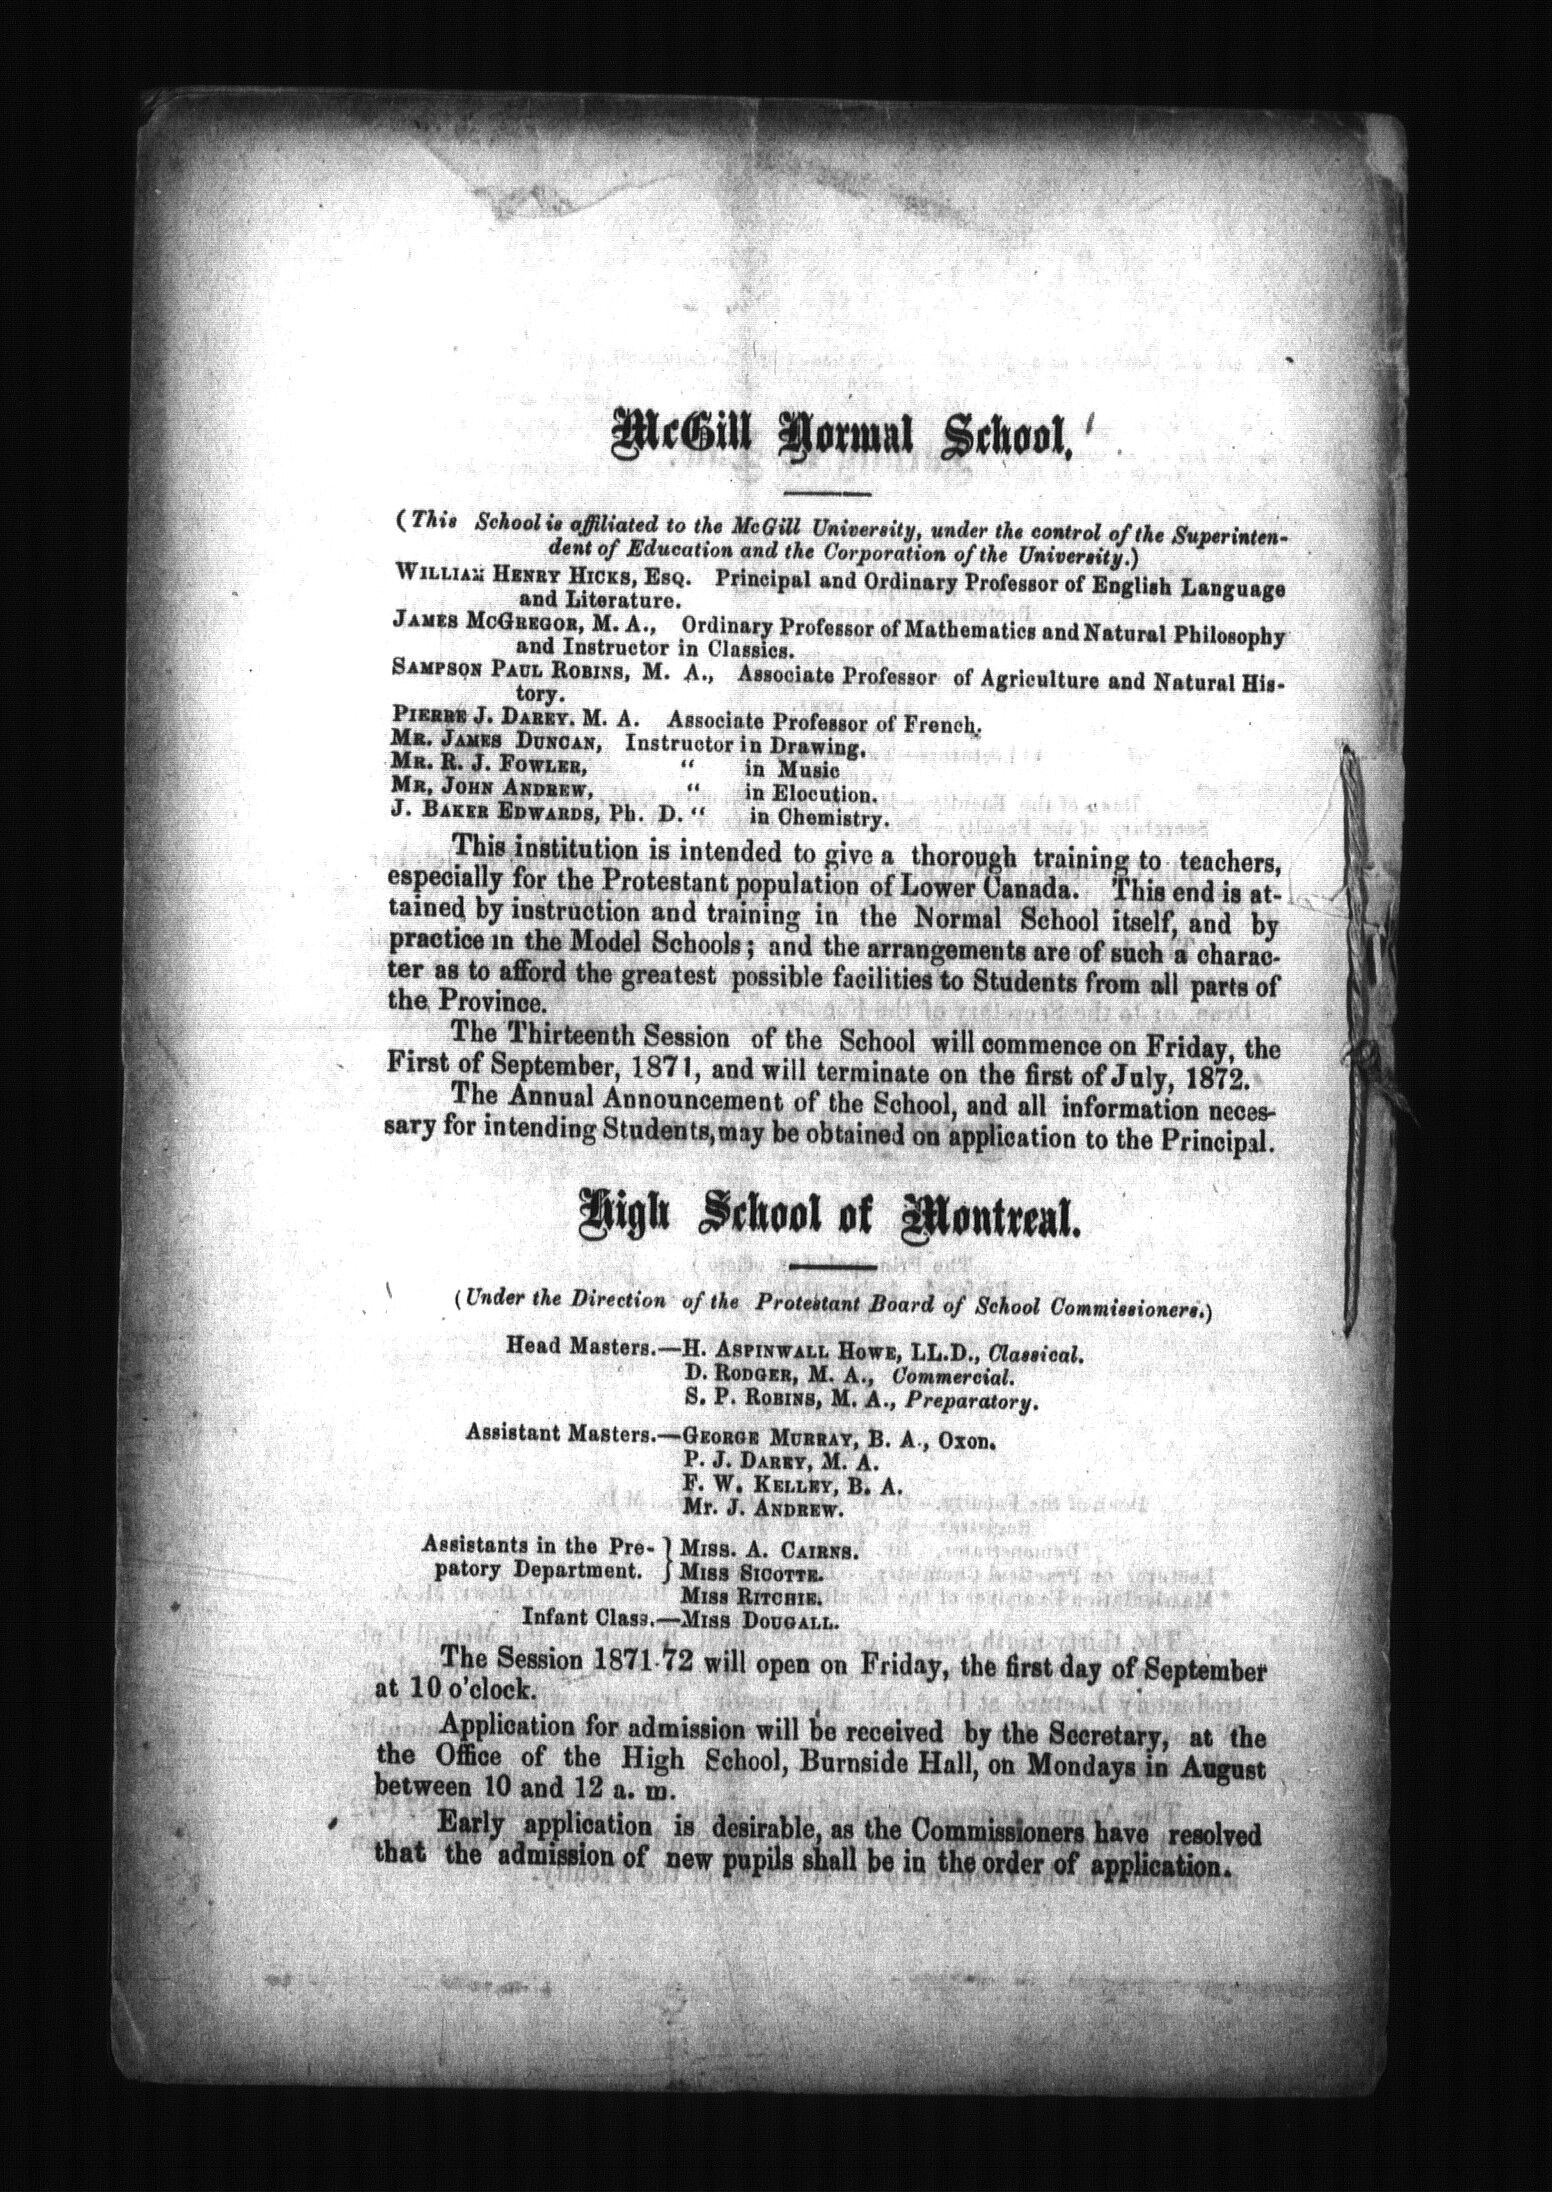 McGill Normal School,
(This School is affiliated to the McGill University, under the control of the Superinten-
dent of Education and the Corporation of the University.)
WILLIAM HENRY HICKS, ESQ. Principal and Ordinary Professor of English Language
and Literature.
JAMES MCGREGOR, M. A., Ordinary Professor of Mathematics and Natural Philosophy
and Instructor in Classics.
SAMPSON PAUL ROBINS, M. A., Associate Professor of Agriculture and Natural His-
tory.
PIERRE J. DAREY. M. A. Associate Professor of French.
MR. JAMES DUNCAN, Instructor in Drawing.
MR. R. J. FOWLER, " in Music
MR, JOHN ANDREW, " in Elocution.
J. BAKER EDWARDS, Ph. D. " in Chemistry.
This institution is intended to give a thorough training to teachers,
especially for the Protestant population of Lower Canada. This end is at-
tained by instruction and training in the Normal School itself, and by
practice in the Model Schools; and the arrangements are of such a charac-
ter as to afford the greatest possible facilities to Students from all parts of
the Province.
The Thirteenth Session of the School will commence on Friday, the
First of September, 1871, and will terminate on the first of July, 1872.
The Annual Announcement of the School, and all information neces-
sary for intending Students, may be obtained on application to the Principal.
High School of Montreal.
(Under the Direction of the Protestant Board of School Commissioners.)
Head Masters.—H. ASPINWALL HOWE, LL.D., Classical.
D. RODGER, M. A., Commercial.
S. P. ROBINS, M. A., Preparatory.
Assistant Masters.—GEORGE MURRAY, B. A., OXON.
P. J. DAREY, M. A.
F. W. KELLEY, B. A.
Mr. J. ANDREW.
Assistants in the Pre- } MISS. A. CAIRNS.
patory Department. } MISS SICOTTE.
MISS RITCHIE.
Infant Class.—MISS DOUGALL.
The Session 1871-72 will open on Friday, the first day of September
at 10 o'clock.
Application for admission will be received by the Secretary, at the
the Office of the High School, Burnside Hall, on Mondays in August
between 10 and 12 a. m.
Early application is desirable, as the Commissioners have resolved
that the admission of new pupils shall be in the order of application.